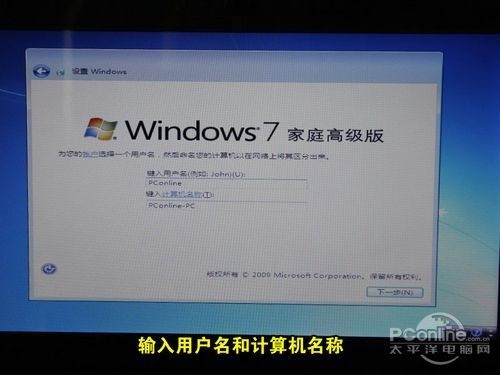 设置 Windows
Windows 7 家庭高级版
为您的账户选择一个用户名，然后命名您的计算机以在网络上将其区分出来。
键入用户名(例如: John)(U):
PConline
键入计算机名称(T):
PConline-PC
版权所有 © 2009 Microsoft Corporation。保留所有权利。
下一步(N)
PConline
太平洋电脑网
输入用户名和计算机名称